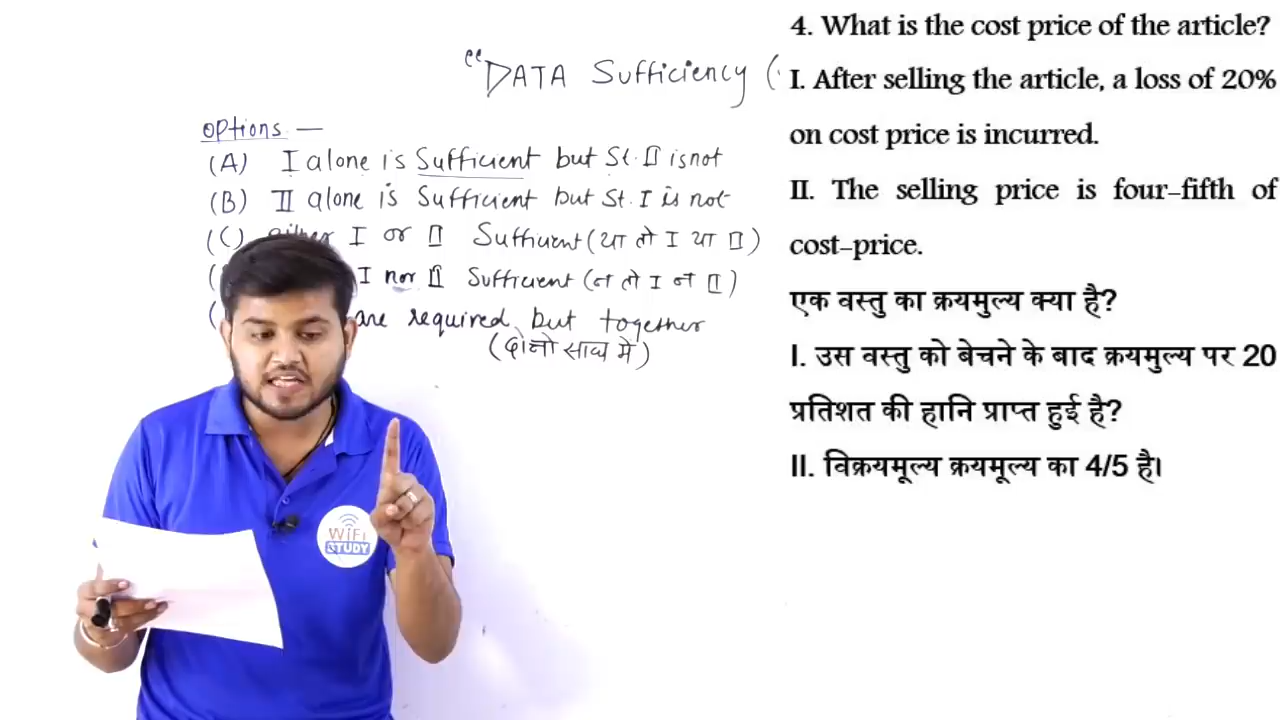 “DATA Sufficiency (
options —
(A) I alone is Sufficient but St. II is not
(B) II alone is Sufficient but St. I is not
(C) either I or II Sufficient (या तो I या II)
I nor II Sufficient (न तो I न II)
are required, but together
(दोनो साथ मे)
WiFi
STUDY
4. What is the cost price of the article?
I. After selling the article, a loss of 20%
on cost price is incurred.
II. The selling price is four-fifth of
cost-price.
एक वस्तु का क्रयमुल्य क्या है?
I. उस वस्तु को बेचने के बाद क्रयमुल्य पर 20
प्रतिशत की हानि प्राप्त हुई है?
II. विक्रयमूल्य क्रयमूल्य का 4/5 है।